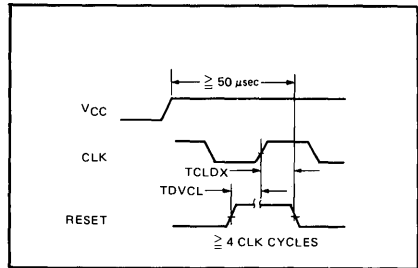 ≧ 50 μsec
VCC
CLK
TCLDX
TDVCL
RESET
≧ 4 CLK CYCLES